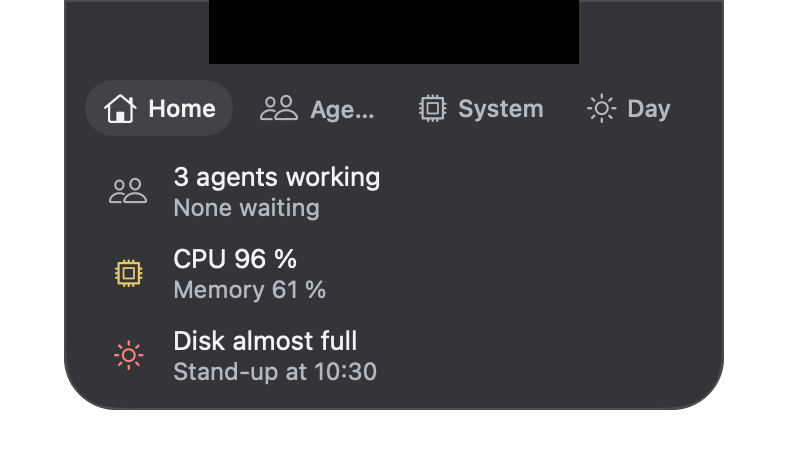 Home Age... System Day
3 agents working
None waiting
CPU 96 %
Memory 61 %
Disk almost full
Stand-up at 10:30